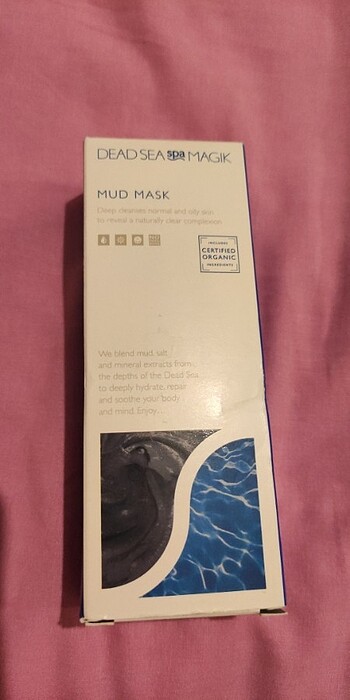 DEAD SEA spa MAGIK
MUD MASK
Deep cleanses normal and oily skin
to reveal a naturally clear complexion
INCLUDES
CERTIFIED
ORGANIC
INGREDIENTS
We blend mud, salt
and mineral extracts from
the depths of the Dead Sea
to deeply hydrate, repair
and soothe your body
and mind. Enjoy...